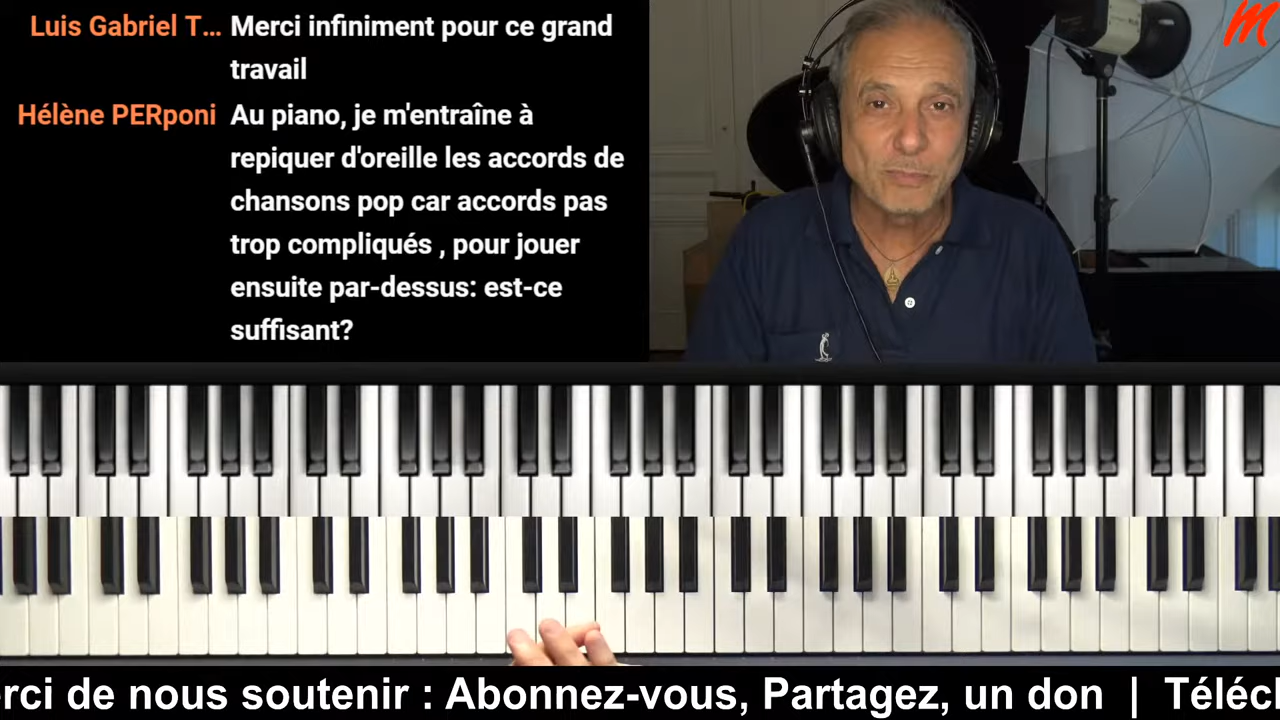 Luis Gabriel T... Merci infiniment pour ce grand
travail
Hélène PERponi Au piano, je m'entraîne à
repiquer d'oreille les accords de
chansons pop car accords pas
trop compliqués , pour jouer
ensuite par-dessus: est-ce
suffisant?
M
rci de nous soutenir : Abonnez-vous, Partagez, un don | Téléc